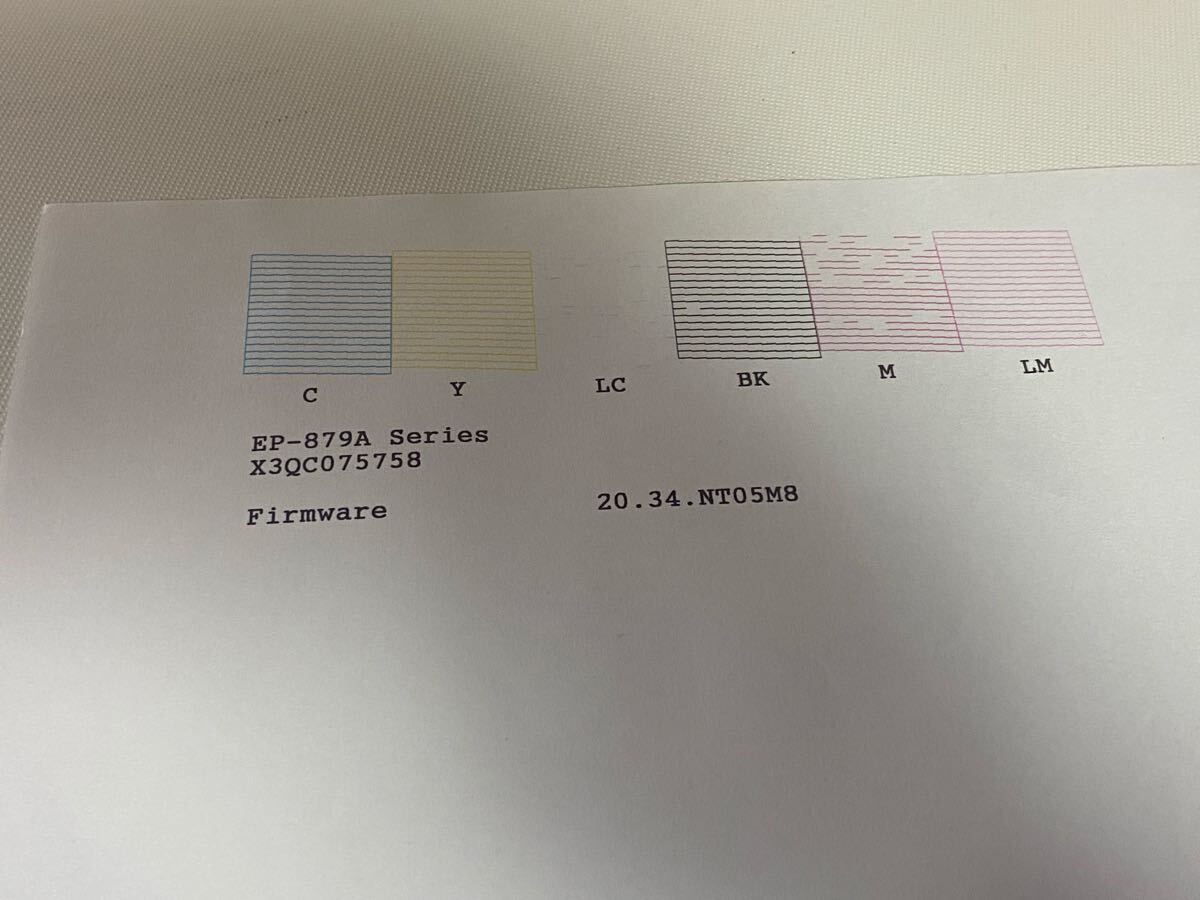 C Y LC BK M LM
EP-879A Series
X3QC075758
Firmware 20.34.NT05M8